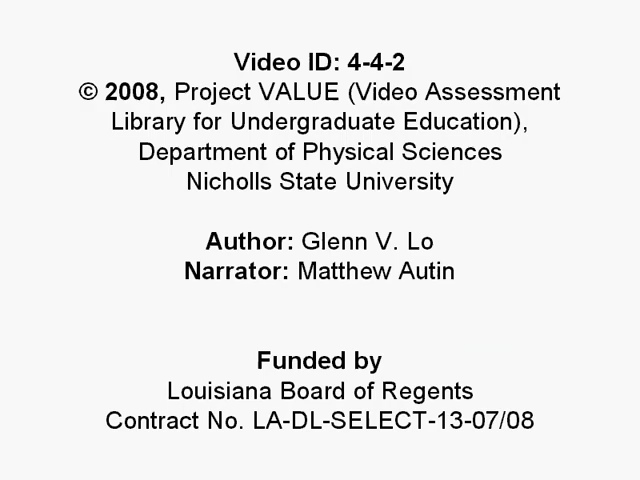 Video ID: 4-4-2
© 2008, Project VALUE (Video Assessment
Library for Undergraduate Education),
Department of Physical Sciences
Nicholls State University
Author: Glenn V. Lo
Narrator: Matthew Autin
Funded by
Louisiana Board of Regents
Contract No. LA-DL-SELECT-13-07/08